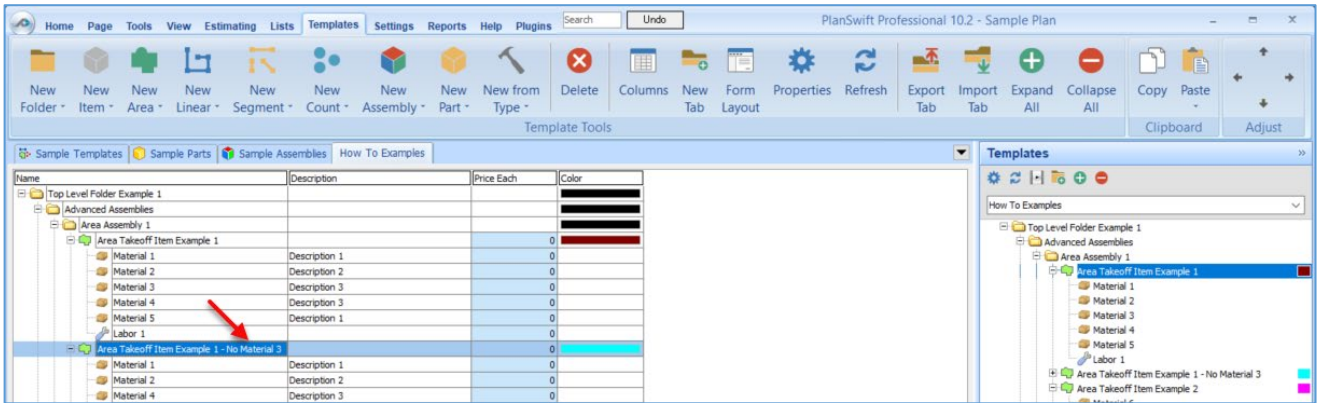 PlanSwift Professional 10.2 - Sample Plan
Home Page Tools View Estimating Lists Templates Settings Reports Help Plugins Search Undo
New Folder New Item New Area New Linear New Segment New Count New Assembly New Part New from Type Delete Columns New Tab Form Layout Properties Refresh Export Tab Import Tab Expand All Collapse All Copy Paste
Template Tools Clipboard Adjust
Sample Templates Sample Parts Sample Assemblies How To Examples
Name Description Price Each Color
Top Level Folder Example 1
Advanced Assemblies
Area Assembly 1
Area Takeoff Item Example 1 0
Material 1 Description 1 0
Material 2 Description 2 0
Material 3 Description 3 0
Material 4 Description 3 0
Material 5 Description 1 0
Labor 1 0
Area Takeoff Item Example 1 - No Material 3 0
Material 1 Description 1 0
Material 2 Description 2 0
Material 4 Description 3 0
Templates
How To Examples
Top Level Folder Example 1
Advanced Assemblies
Area Assembly 1
Area Takeoff Item Example 1
Material 1
Material 2
Material 3
Material 4
Material 5
Labor 1
Area Takeoff Item Example 1 - No Material 3
Area Takeoff Item Example 2